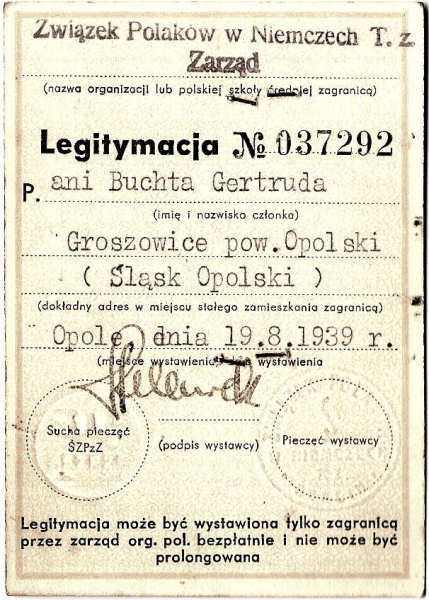 Związek Polaków w Niemczech T. z.
Zarząd
(nazwa organizacji lub polskiej szkoły średniej zagranicą)
Legitymacja № 037292
P. ani Buchta Gertruda
(imię i nazwisko członka)
Groszowice pow.Opolski
( Śląsk Opolski )
(dokładny adres w miejscu stałego zamieszkania zagranicą)
Opole, dnia 19.8.1939 r.
(miejsce wystawienia) wystawienia
Sucha pieczęć
ŚZPzZ
(podpis wystawcy)
Pieczęć wystawcy
Legitymacja może być wystawiona tylko zagranicą
przez zarząd org. pol. bezpłatnie i nie może być
prolongowana